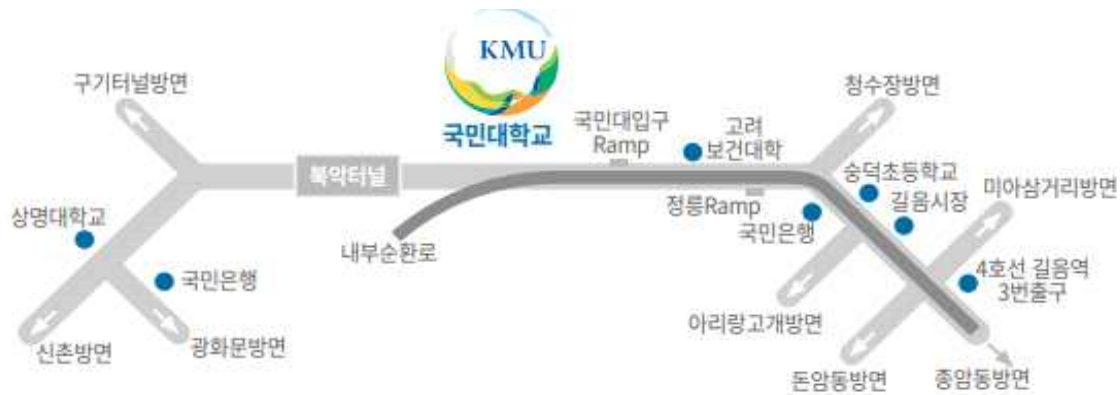 KMU
국민대학교
구기터널방면
국민대입구
Ramp
고려
보건대학
청수장방면
북악터널
숭덕초등학교
미아삼거리방면
길음시장
정릉Ramp
국민은행
상명대학교
내부순환로
국민은행
4호선 길음역
3번출구
아리랑고개방면
신촌방면
광화문방면
돈암동방면
종암동방면